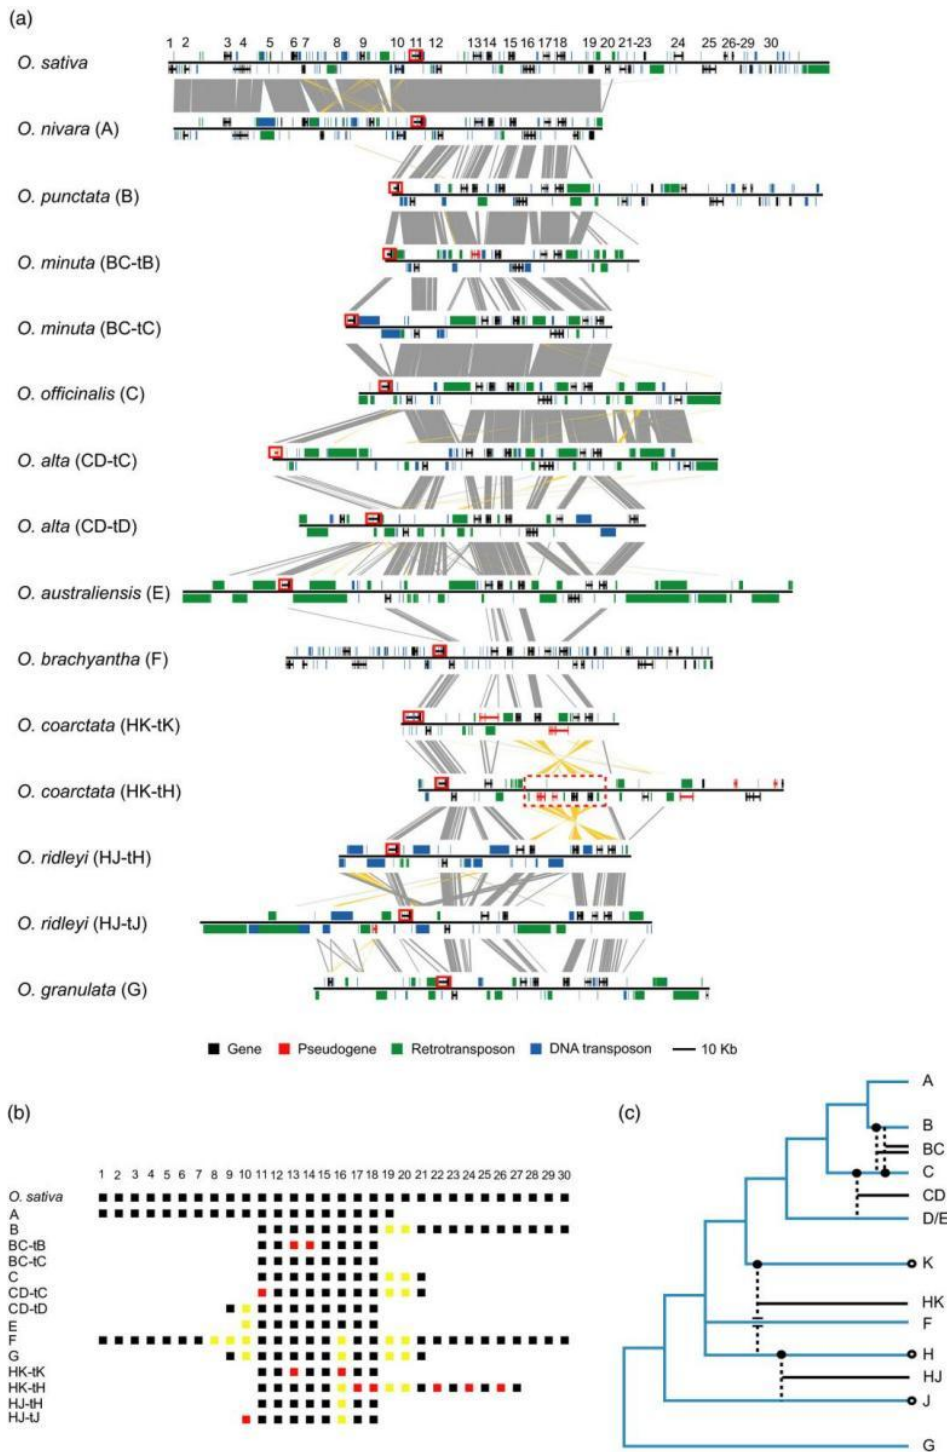 (a)
1 2 3 4 5 6 7 8 9 10 11 12 13 14 15 16 17 18 19 20 21-23 24 25 26-29 30
O. sativa
O. nivara (A)
O. punctata (B)
O. minuta (BC-tB)
O. minuta (BC-tC)
O. officinalis (C)
O. alta (CD-tC)
O. alta (CD-tD)
O. australiensis (E)
O. brachyantha (F)
O. coarctata (HK-tK)
O. coarctata (HK-tH)
O. ridleyi (HJ-tH)
O. ridleyi (HJ-tJ)
O. granulata (G)
Gene Pseudogene Retrotransposon DNA transposon 10 Kb
(b)
1 2 3 4 5 6 7 8 9 10 11 12 13 14 15 16 17 18 19 20 21 22 23 24 25 26 27 28 29 30
O. sativa
A
B
BC-tB
BC-tC
C
CD-tC
CD-tD
E
F
G
HK-tK
HK-tH
HJ-tH
HJ-tJ
(c)
A
B
BC
C
CD
D/E
K
HK
F
H
HJ
J
G